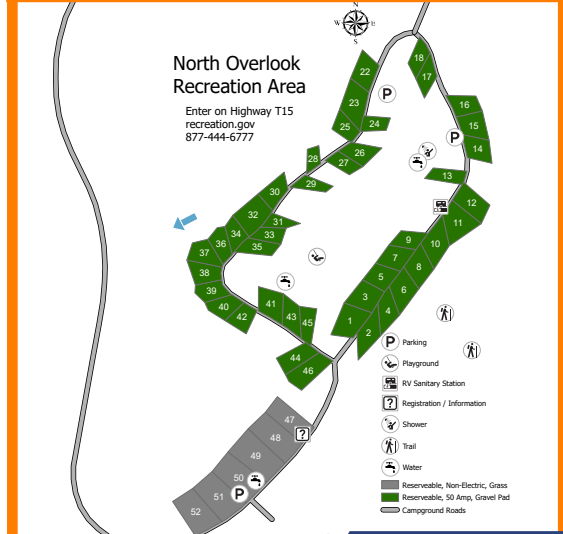 N
W
E
S
North Overlook
Recreation Area
Enter on Highway T15
recreation.gov
877-444-6777
18
17
22
P
23
16
24
15
25
P
14
26
27
28
13
29
30
12
32
31
11
34
33
9
10
36
35
7
37
8
38
5
6
39
3
41
40
4
43
45
42
1
2
44
46
P Parking
Playground
RV Sanitary Station
? Registration / Information
Shower
Trail
Water
Reserveable, Non-Electric, Grass
Reserveable, 50 Amp, Gravel Pad
Campground Roads
47
?
48
49
50
P
51
52